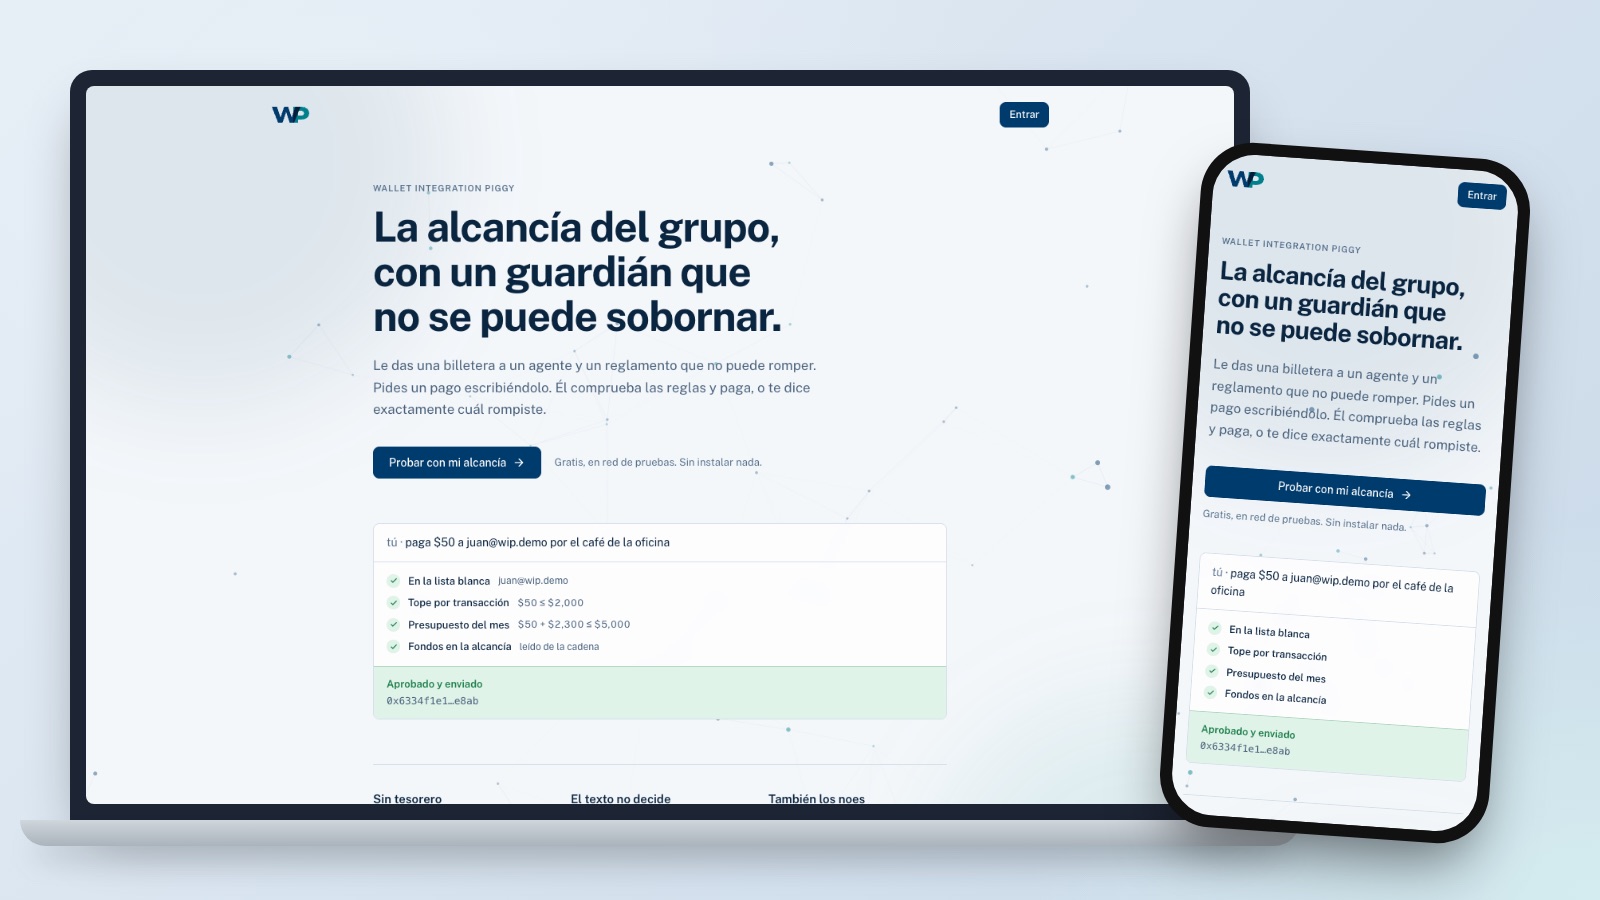 WP
Entrar
WALLET INTEGRATION PIGGY
La alcancía del grupo,
con un guardián que
no se puede sobornar.
Le das una billetera a un agente y un reglamento que no puede romper.
Pides un pago escribiéndolo. Él comprueba las reglas y paga, o te dice
exactamente cuál rompiste.
Probar con mi alcancía →
Gratis, en red de pruebas. Sin instalar nada.
tú · paga $50 a juan@wip.demo por el café de la oficina
En la lista blanca juan@wip.demo
Tope por transacción $50 ≤ $2,000
Presupuesto del mes $50 + $2,300 ≤ $5,000
Fondos en la alcancía leído de la cadena
Aprobado y enviado
0x6334f1e1…e8ab
Sin tesorero
El texto no decide
También los noes
WP
Entrar
WALLET INTEGRATION PIGGY
La alcancía del grupo,
con un guardián que
no se puede sobornar.
Le das una billetera a un agente y un
reglamento que no puede romper. Pides un
pago escribiéndolo. Él comprueba las reglas
y paga, o te dice exactamente cuál rompiste.
Probar con mi alcancía →
Gratis, en red de pruebas. Sin instalar nada.
tú · paga $50 a juan@wip.demo por el café de la
oficina
En la lista blanca
Tope por transacción
Presupuesto del mes
Fondos en la alcancía
Aprobado y enviado
0x6334f1e1…e8ab